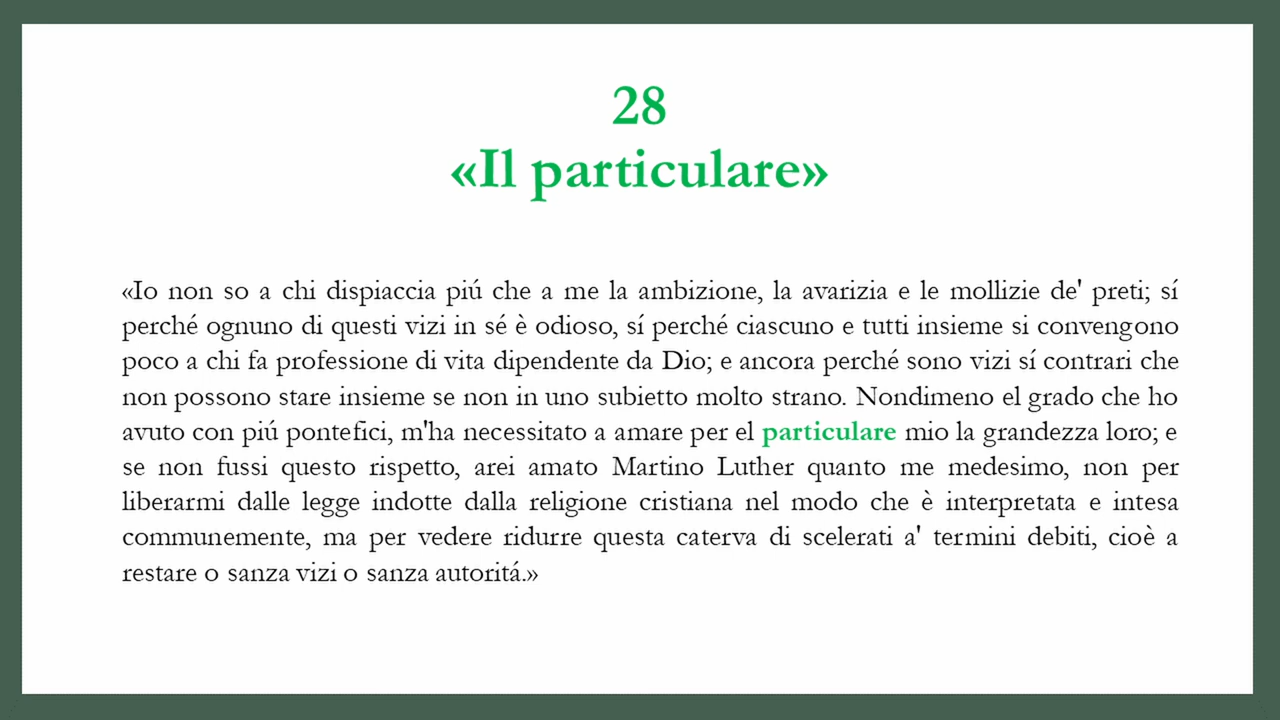 28
«Il particulare»
«Io non so a chi dispiaccia piú che a me la ambizione, la avarizia e le mollizie de' preti; sí
perché ognuno di questi vizi in sé è odioso, sí perché ciascuno e tutti insieme si convengono
poco a chi fa professione di vita dipendente da Dio; e ancora perché sono vizi sí contrari che
non possono stare insieme se non in uno subietto molto strano. Nondimeno el grado che ho
avuto con piú pontefici, m'ha necessitato a amare per el particulare mio la grandezza loro; e
se non fussi questo rispetto, arei amato Martino Luther quanto me medesimo, non per
liberarmi dalle legge indotte dalla religione cristiana nel modo che è interpretata e intesa
communemente, ma per vedere ridurre questa caterva di scelerati a' termini debiti, cioè a
restare o sanza vizi o sanza autoritá.»